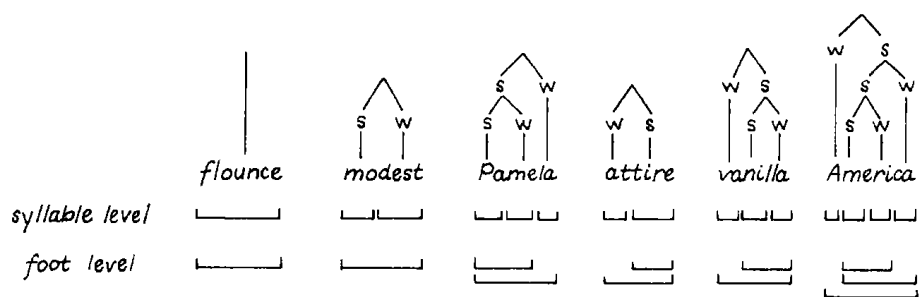 W S
S W S W
S W W S W S S W W S S W S W
flounce modest Pamela attire vanilla America
syllable level
foot level